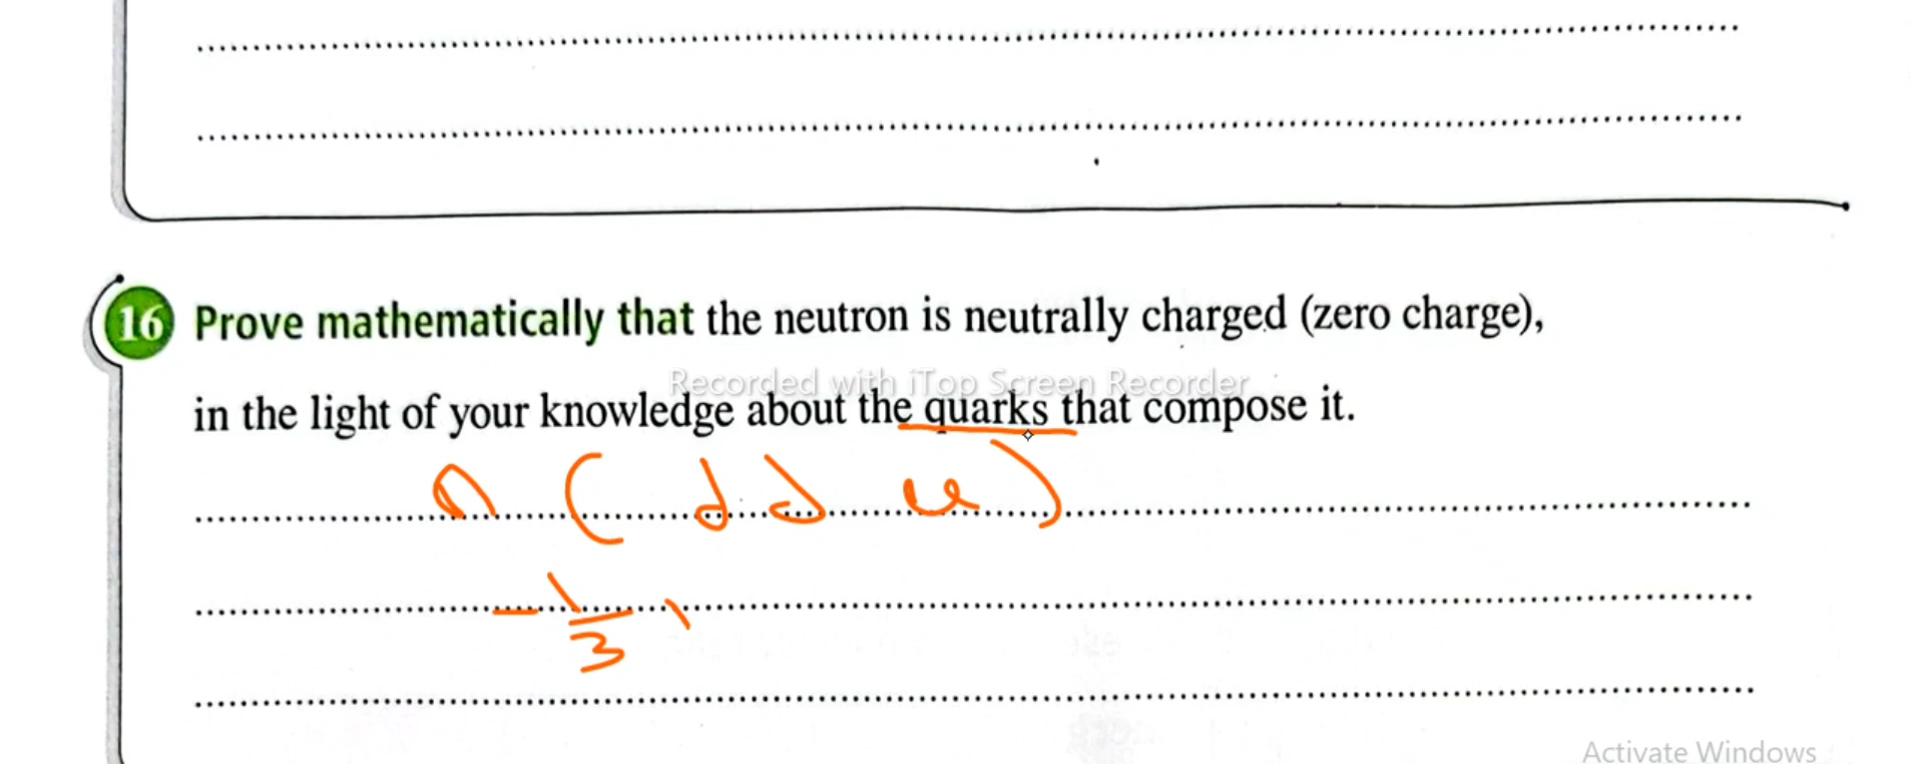 16 Prove mathematically that the neutron is neutrally charged (zero charge),
Recorded with iTop Screen Recorder
in the light of your knowledge about the quarks that compose it.
n ( d d u )
- 1/3
Activate Windows